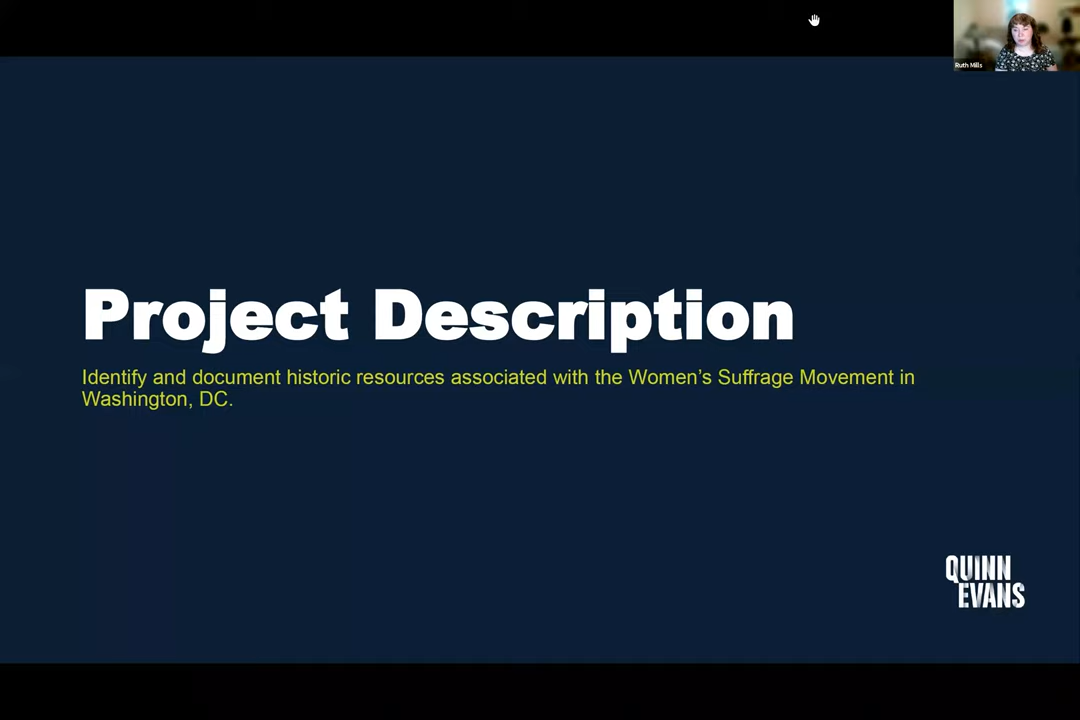 Ruth Mills
Project Description
Identify and document historic resources associated with the Women's Suffrage Movement in
Washington, DC.
QUINN
EVANS